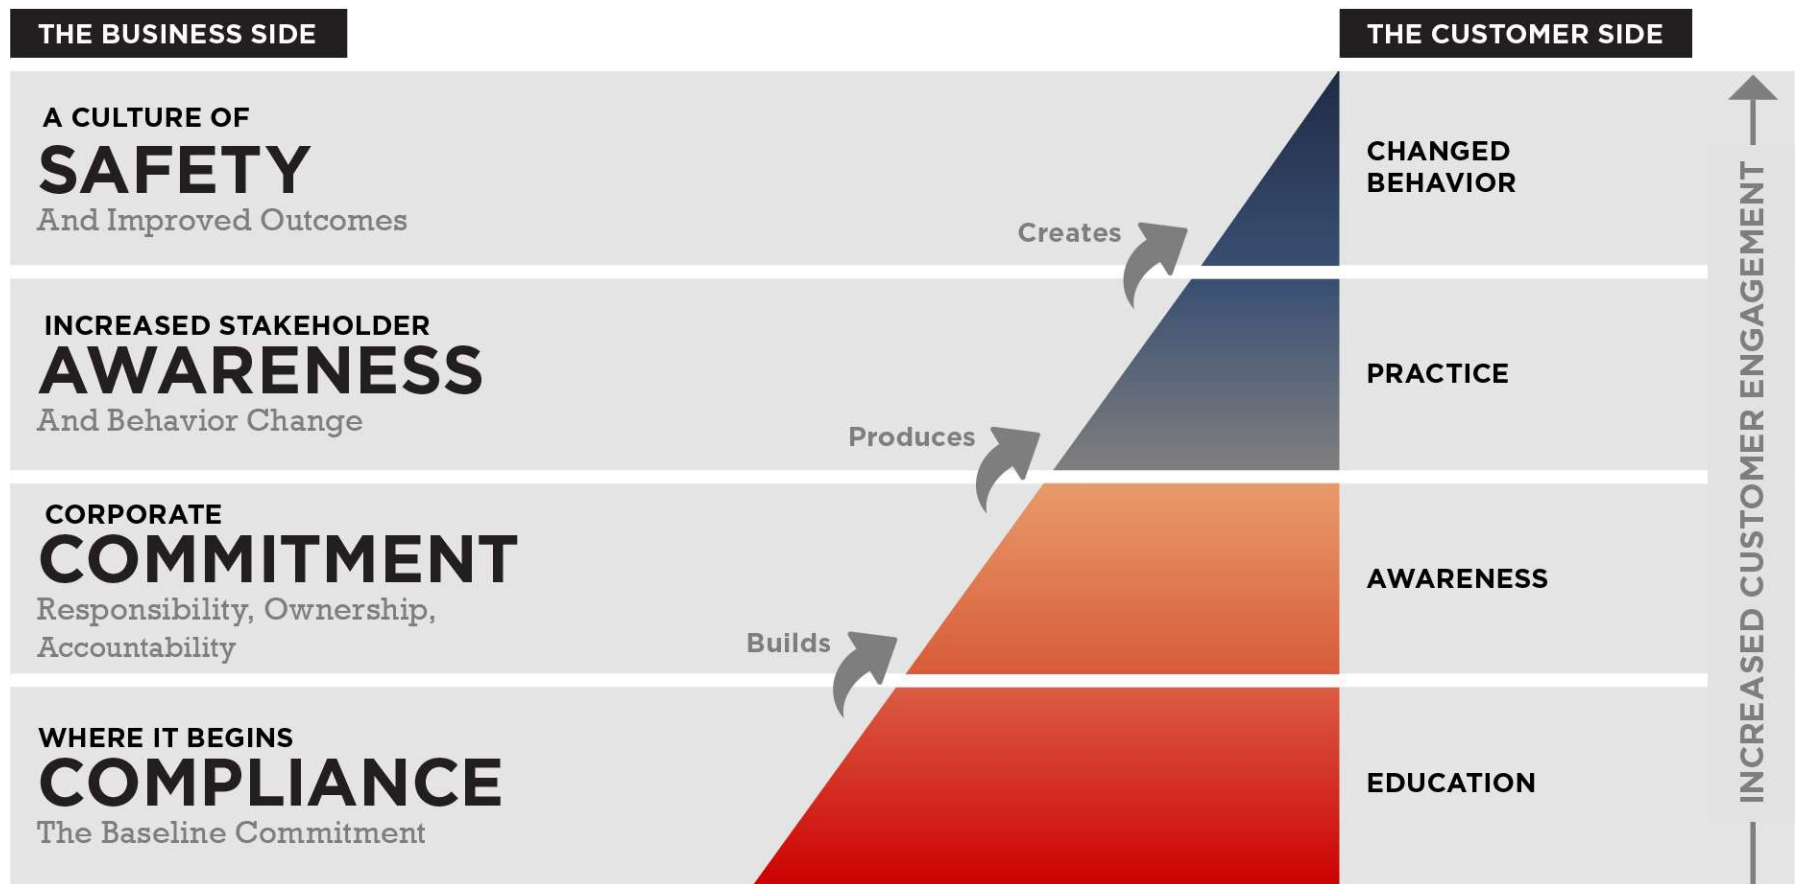 THE BUSINESS SIDE
THE CUSTOMER SIDE
A CULTURE OF
SAFETY
And Improved Outcomes
Creates
CHANGED
BEHAVIOR
INCREASED STAKEHOLDER
AWARENESS
And Behavior Change
Produces
PRACTICE
CORPORATE
COMMITMENT
Responsibility, Ownership,
Accountability
Builds
AWARENESS
WHERE IT BEGINS
COMPLIANCE
The Baseline Commitment
EDUCATION
INCREASED CUSTOMER ENGAGEMENT